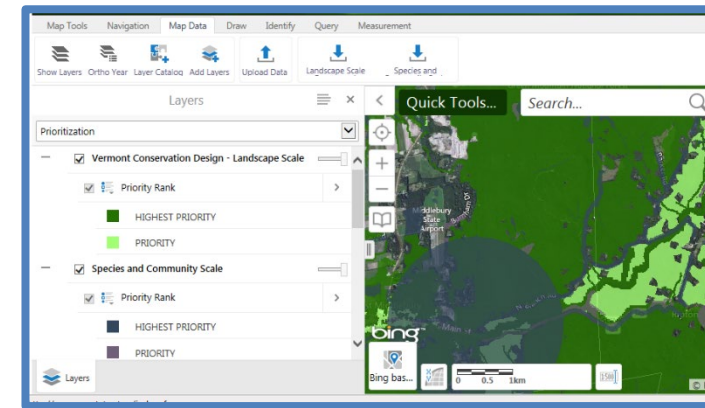 Map Tools Navigation Map Data Draw Identify Query Measurement
Show Layers Ortho Year Layer Catalog Add Layers Upload Data Landscape Scale Species and
Layers
Quick Tools... Search...
Prioritization
Vermont Conservation Design - Landscape Scale
Priority Rank
HIGHEST PRIORITY
PRIORITY
Species and Community Scale
Priority Rank
HIGHEST PRIORITY
PRIORITY
Layers
Middlebury
State
Airport
bing
Bing bas...
0 0.5 1km